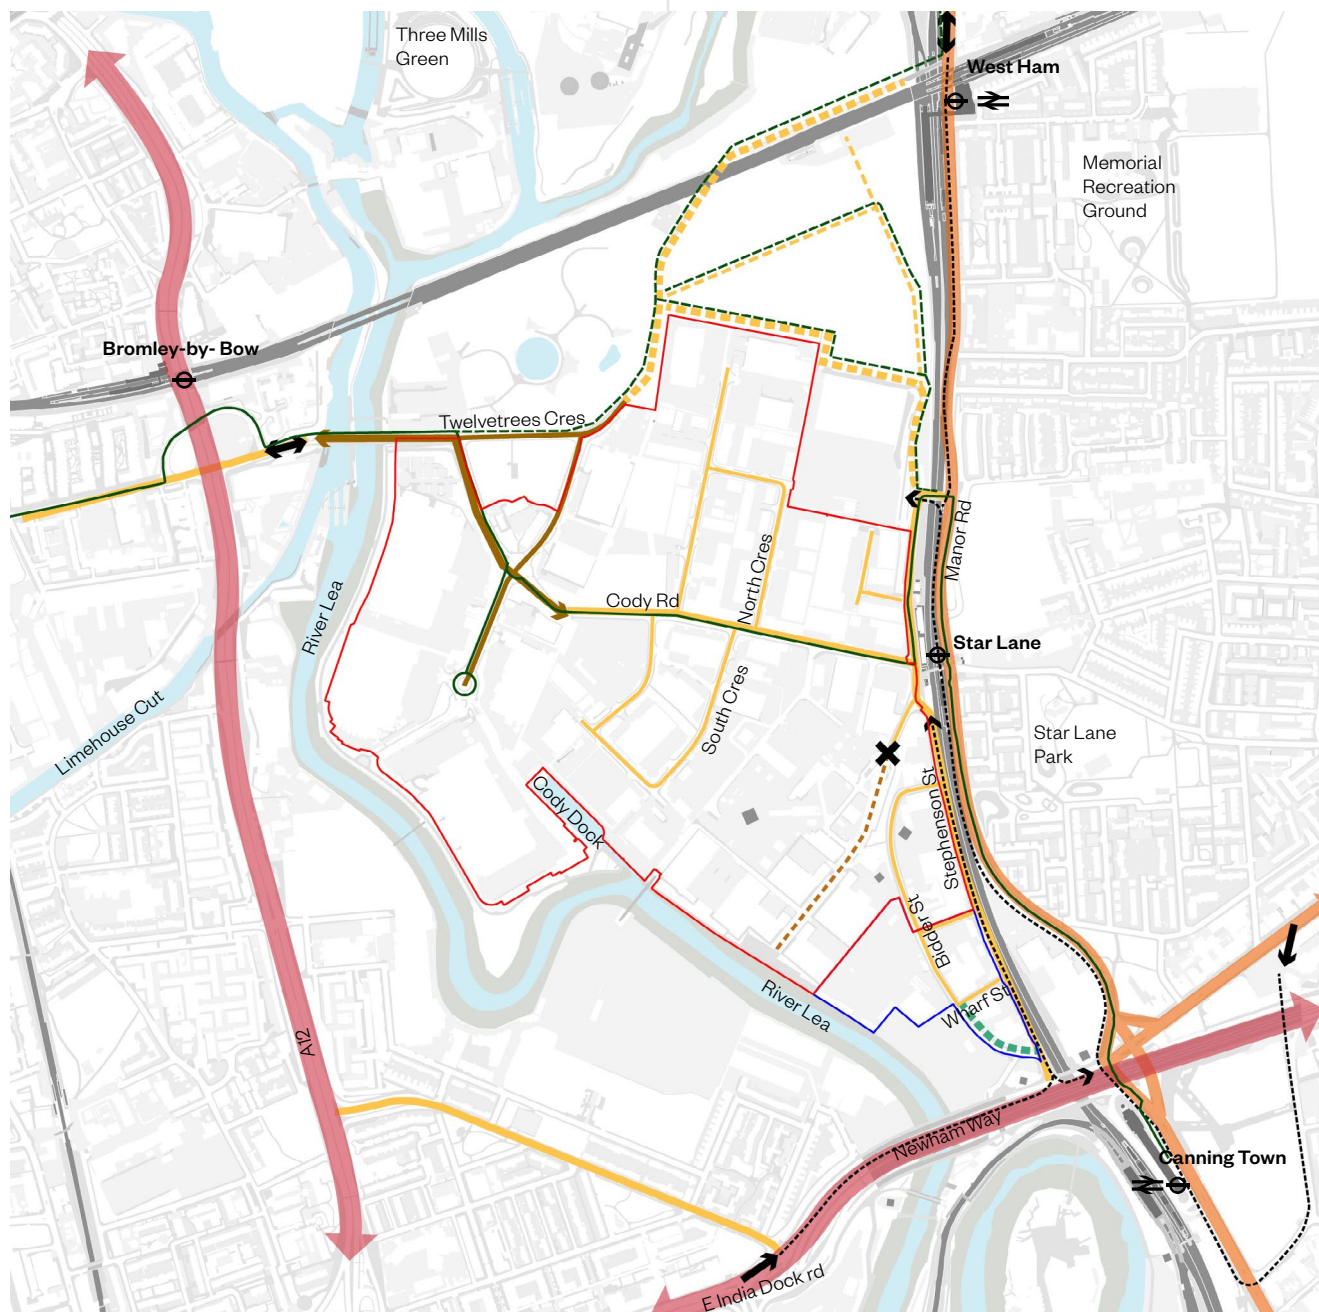 Three Mills
Green
West Ham
Memorial
Recreation
Ground
Bromley-by- Bow
Twelvetrees Cres
Manor Rd
North Cres
Cody Rd
River Lea
Star Lane
South Cres
Limehouse Cut
Star Lane
Park
Cody Dock
Stephenson St
Bidder St
River Lea
Wharf St
A12
Newham Way
Canning Town
E India Dock rd